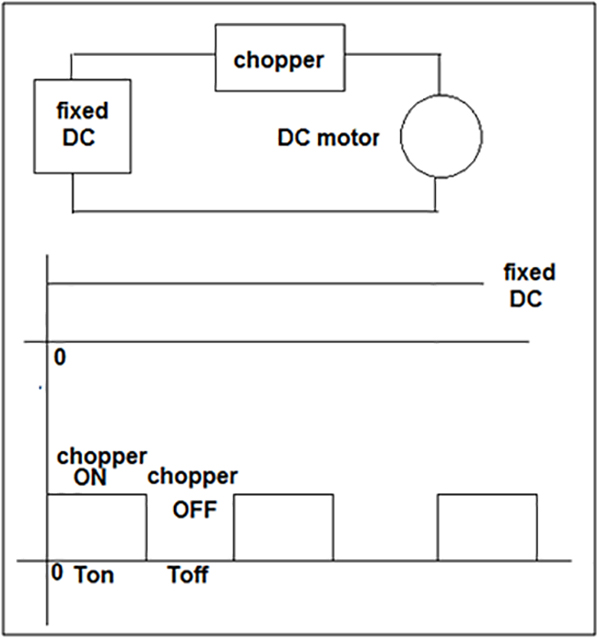 chopper
fixed
DC
DC motor
fixed
DC
0
chopper
ON
chopper
OFF
0
Ton
Toff